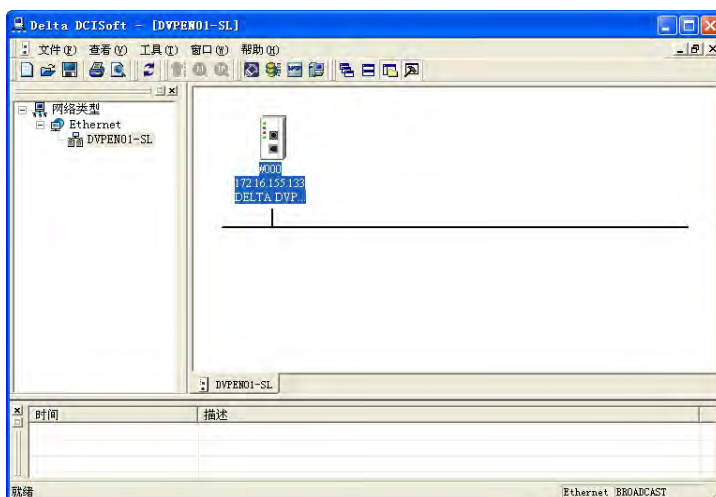 Delta DCISoft - [DVPEN01-SL]
文件(F) 查看(V) 工具(T) 窗口(W) 帮助(H)
网络类型
Ethernet
DVPEN01-SL
#000
172.16.155.133
DELTA DVP...
DVPEN01-SL
时间 描述
就绪 Ethernet BROADCAST